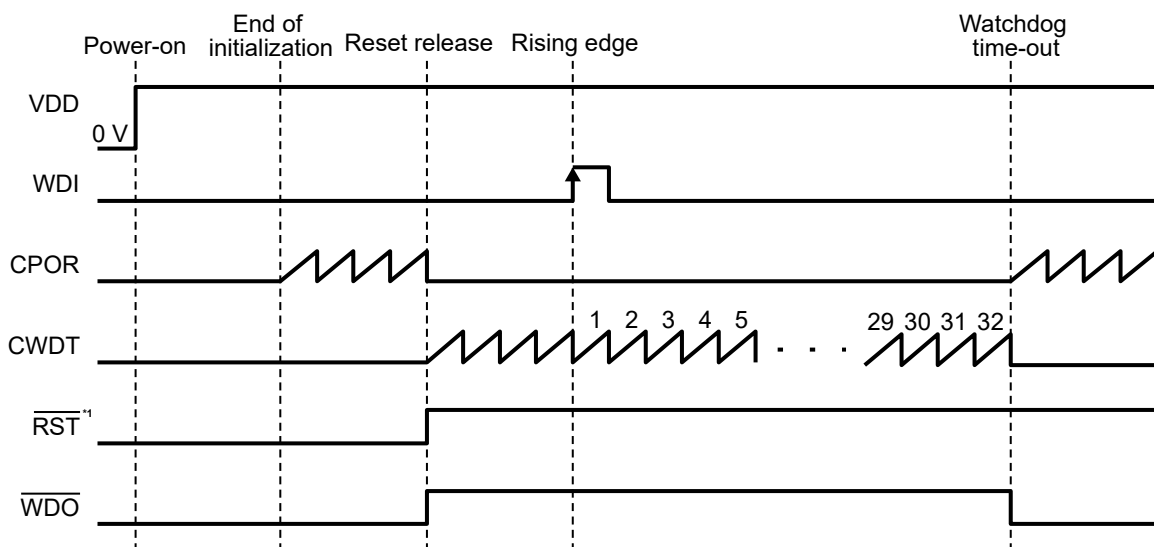 Power-on
End of
initialization
Reset release
Rising edge
Watchdog
time-out
VDD
0 V
WDI
CPOR
CWDT
1 2 3 4 5 . . . 29 30 31 32
RST *1
WDO